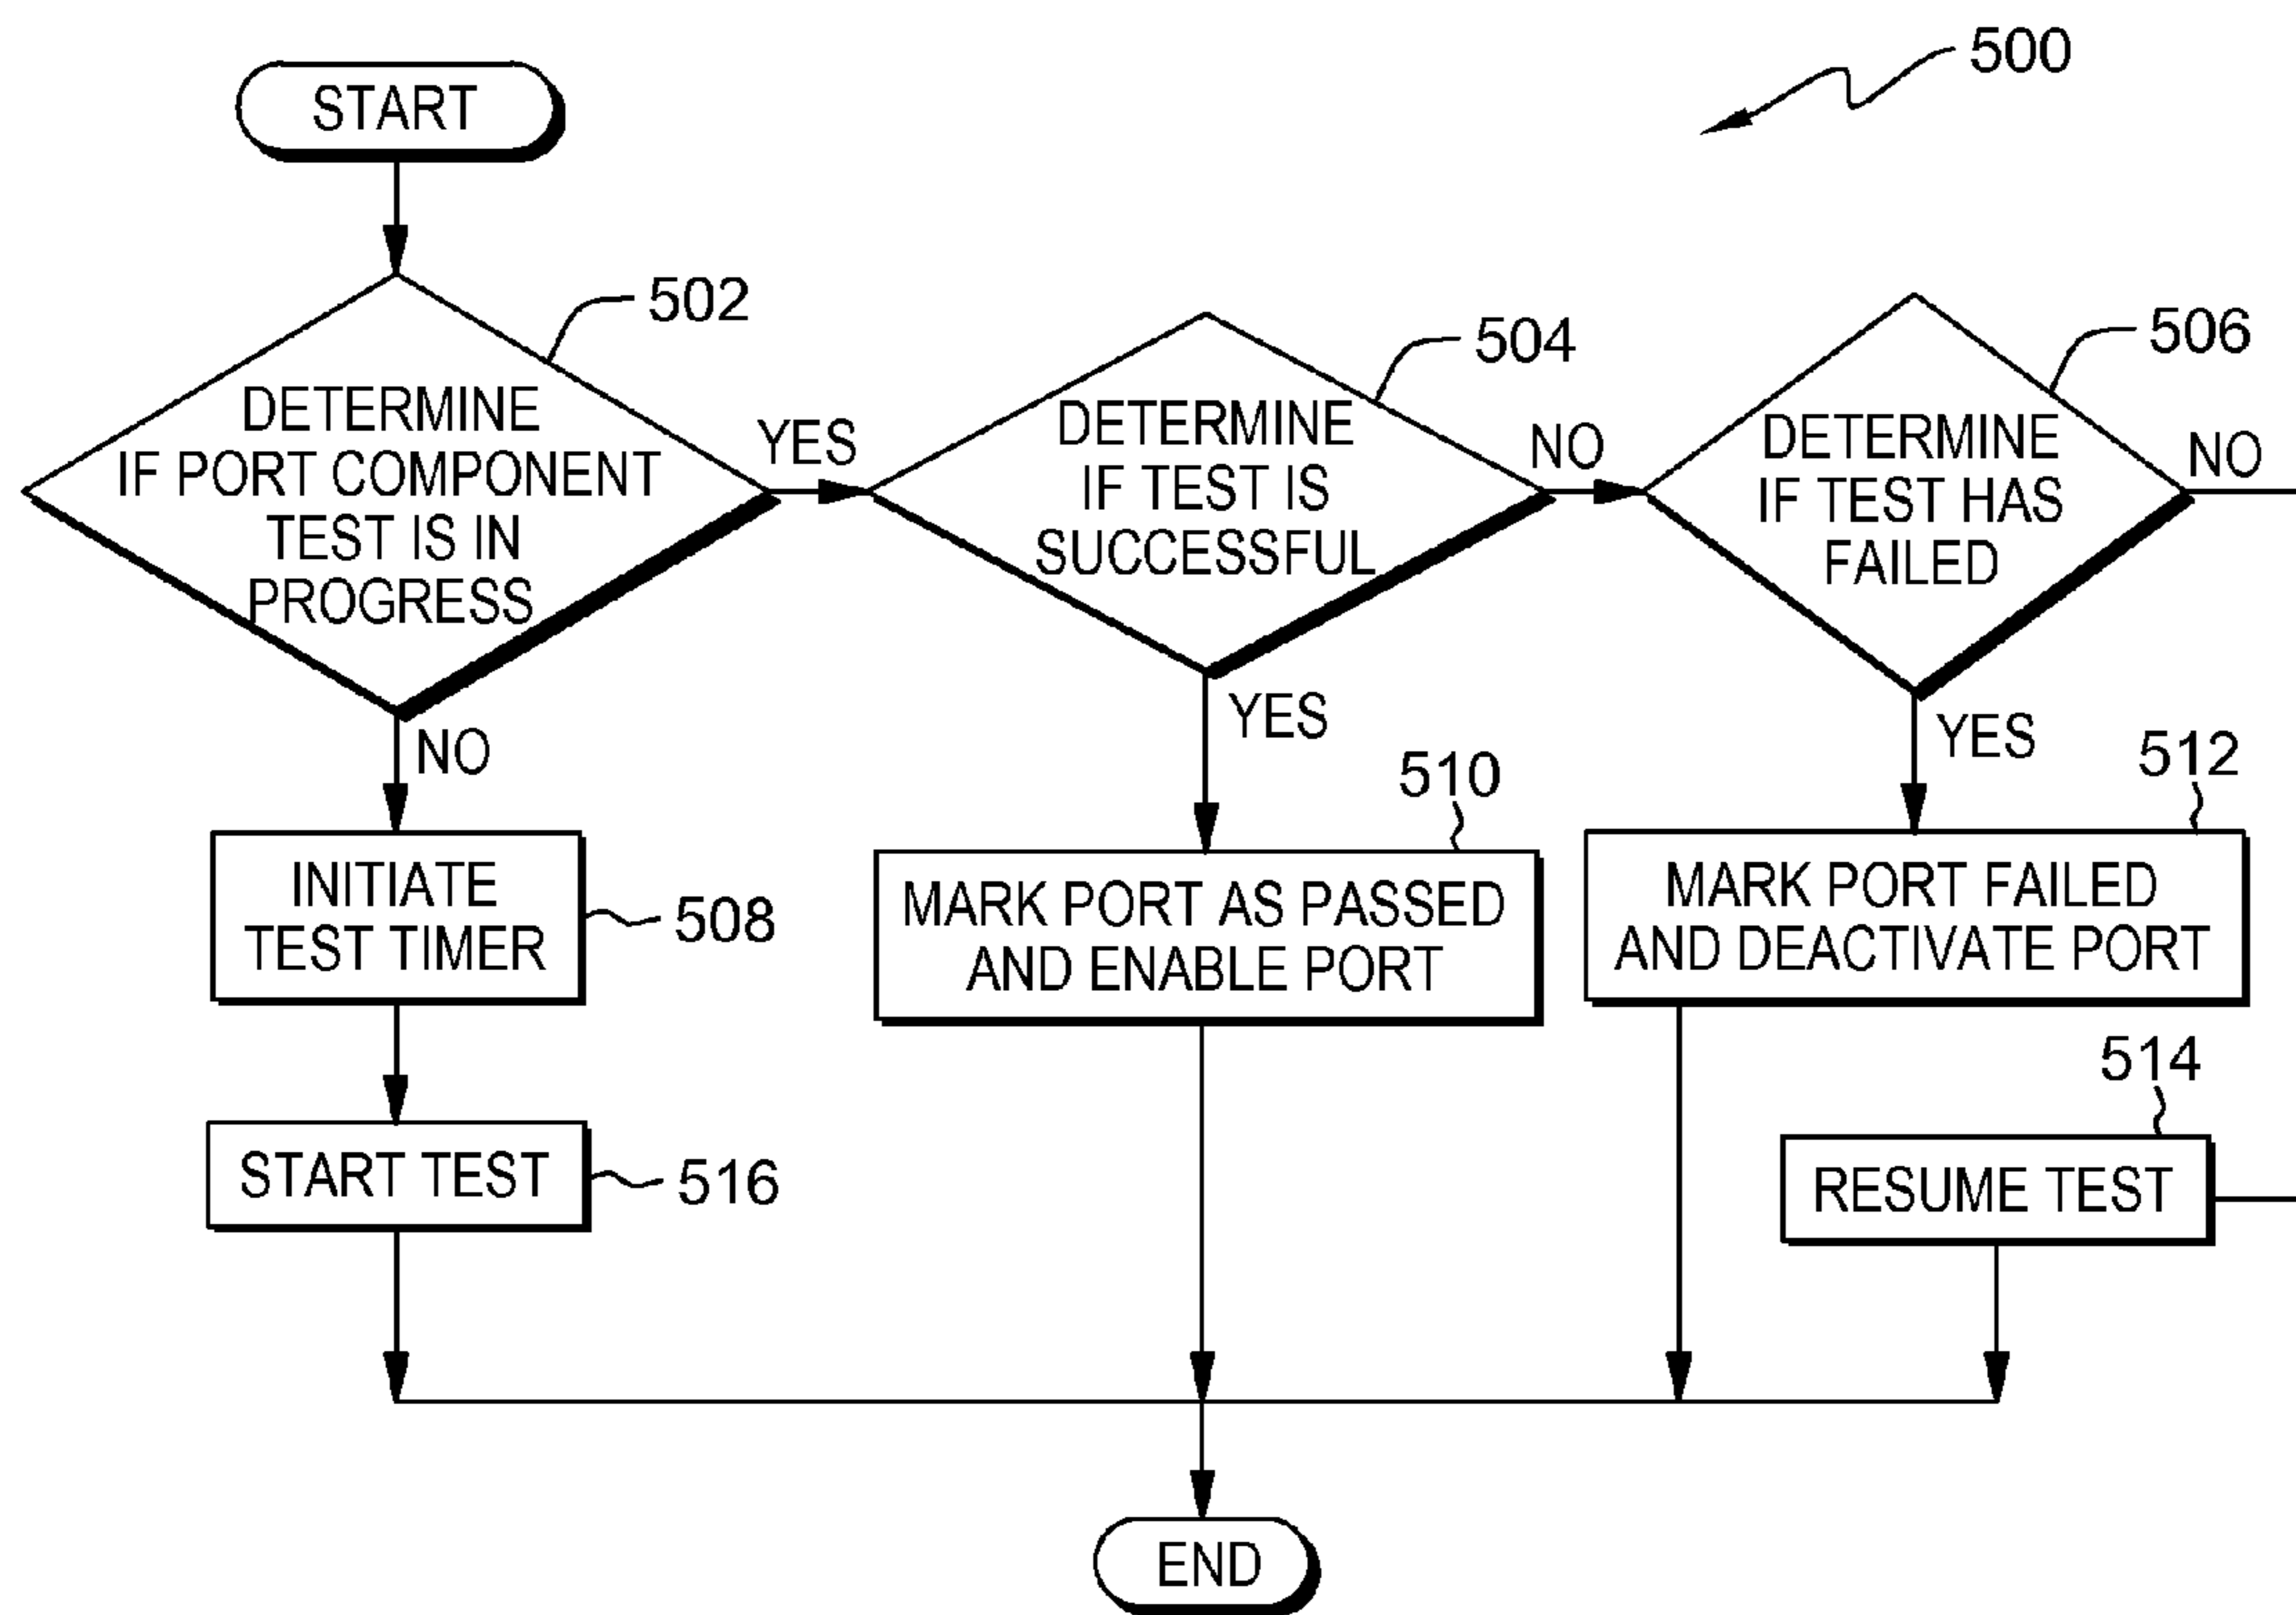 500
START
502
DETERMINE
IF PORT COMPONENT
TEST IS IN
PROGRESS
YES
NO
504
DETERMINE
IF TEST IS
SUCCESSFUL
NO
YES
506
DETERMINE
IF TEST HAS
FAILED
NO
YES
INITIATE
TEST TIMER
508
510
MARK PORT AS PASSED
AND ENABLE PORT
512
MARK PORT FAILED
AND DEACTIVATE PORT
START TEST
516
514
RESUME TEST
END